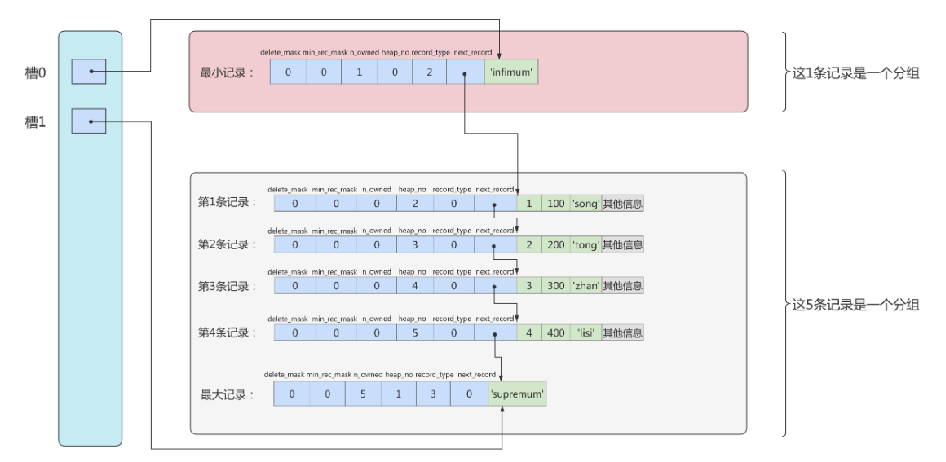 槽0
槽1
delete_mask min_rec_mask n_owned heap_no record_type next_record
最小记录： 0 0 1 0 2 'infimum'
这1条记录是一个分组
delete_mask min_rec_mask n_owned heap_no record_type next_record
第1条记录： 0 0 0 2 0 1 100 'song' 其他信息
delete_mask min_rec_mask n_owned heap_no record_type next_record
第2条记录： 0 0 0 3 0 2 200 'tong' 其他信息
delete_mask min_rec_mask n_owned heap_no record_type next_record
第3条记录： 0 0 0 4 0 3 300 'zhan' 其他信息
delete_mask min_rec_mask n_owned heap_no record_type next_record
第4条记录： 0 0 0 5 0 4 400 'lisi' 其他信息
delete_mask min_rec_mask n_owned heap_no record_type next_record
最大记录： 0 0 5 1 3 0 'supremum'
这5条记录是一个分组